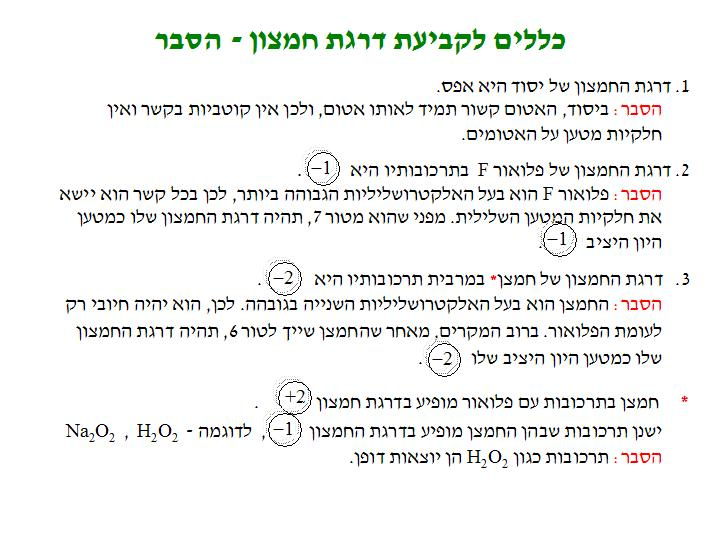 כללים לקביעת דרגת חמצון - הסבר
1. דרגת החמצון של יסוד היא אפס.
הסבר: ביסוד, האטום קשור תמיד לאותו אטום, ולכן אין קוטביות בקשר ואין
חלקיות מטען על האטומים.
2. דרגת החמצון של פלואור F בתרכובותיו היא −1 .
הסבר: פלואור F הוא בעל האלקטרושליליות הגבוהה ביותר, לכן בכל קשר הוא יישא
את חלקיות המטען השלילית. מפני שהוא מטור 7, תהיה דרגת החמצון שלו כמטען
היון היציב −1 .
3. דרגת החמצון של חמצן* במרבית תרכובותיו היא −2 .
הסבר: החמצן הוא בעל האלקטרושליליות השנייה בגובהה. לכן, הוא יהיה חיובי רק
לעומת הפלואור. ברוב המקרים, מאחר שהחמצן שייך לטור 6, תהיה דרגת החמצון
שלו כמטען היון היציב שלו −2 .
* חמצן בתרכובות עם פלואור מופיע בדרגת חמצון +2 .
ישנן תרכובות שבהן החמצן מופיע בדרגת החמצון −1 , לדוגמה - H₂O₂ , Na₂O₂
הסבר: תרכובות כגון H₂O₂ הן יוצאות דופן.